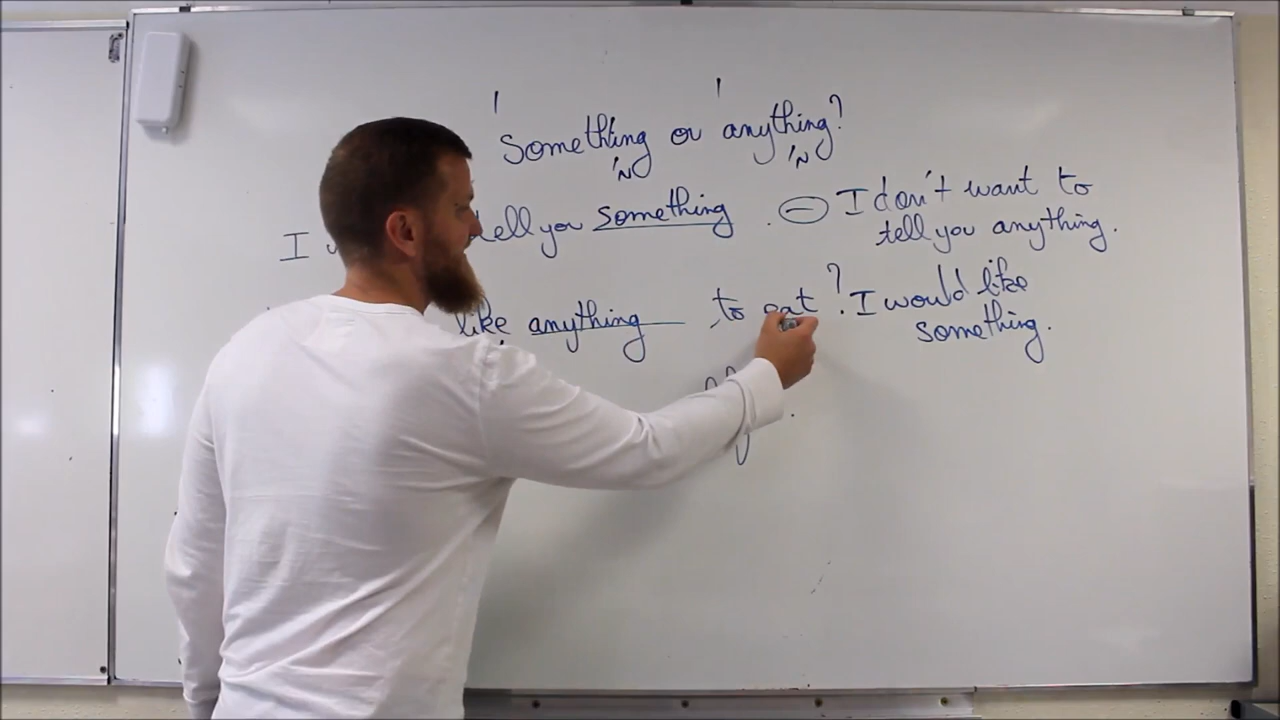 Something or anything?
'N 'N
I tell you something. – I don't want to
tell you anything.
like anything to eat? I would like
something.